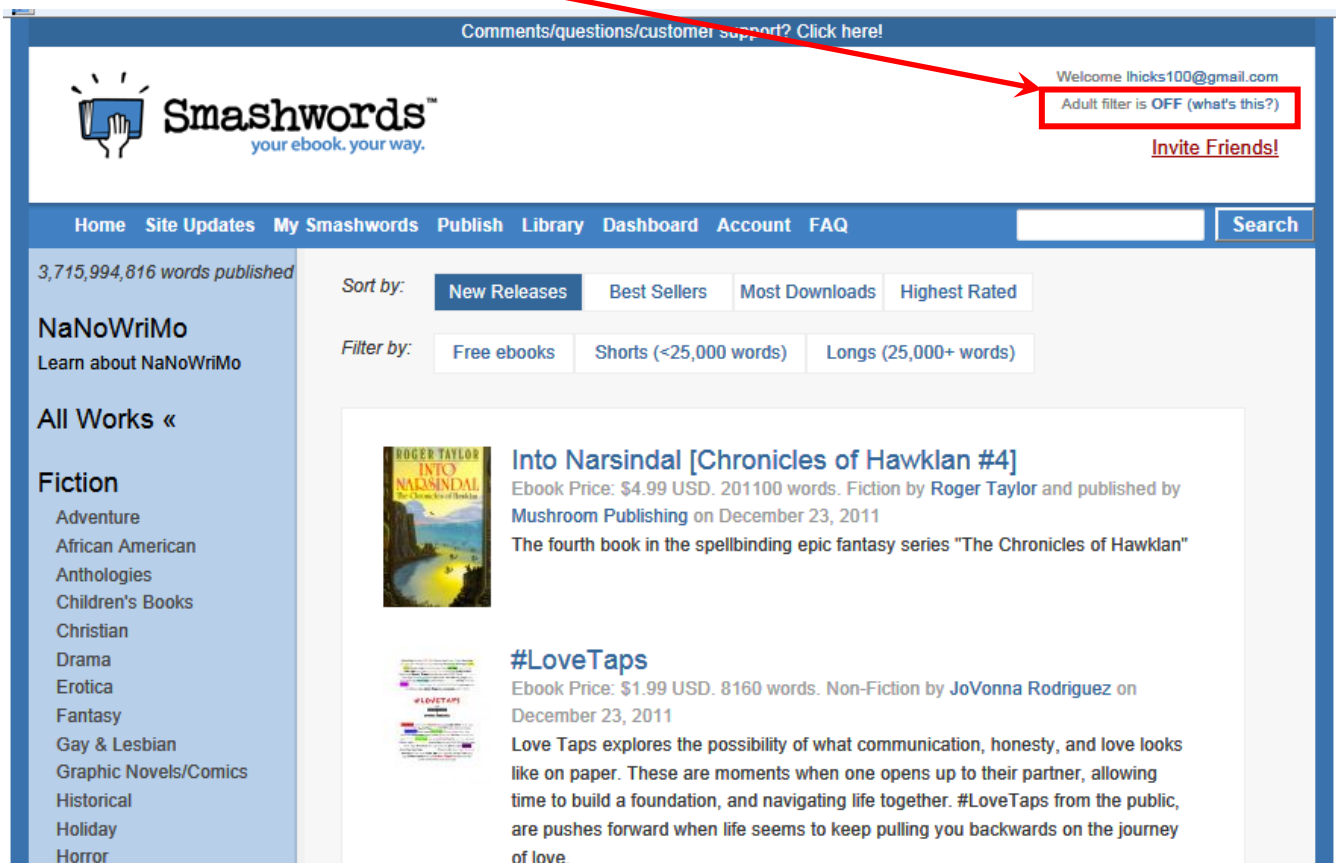 Comments/questions/customer support? Click here!
Welcome lhicks100@gmail.com
Adult filter is OFF (what's this?)
Invite Friends!
Smashwords™
your ebook. your way.
Home Site Updates My Smashwords Publish Library Dashboard Account FAQ Search
3,715,994,816 words published
NaNoWriMo
Learn about NaNoWriMo
All Works «
Fiction
Adventure
African American
Anthologies
Children's Books
Christian
Drama
Erotica
Fantasy
Gay & Lesbian
Graphic Novels/Comics
Historical
Holiday
Horror
Sort by: New Releases Best Sellers Most Downloads Highest Rated
Filter by: Free ebooks Shorts (<25,000 words) Longs (25,000+ words)
ROGER TAYLOR
INTO
NARSINDAL
The Chronicles of Hawklan
Into Narsindal [Chronicles of Hawklan #4]
Ebook Price: $4.99 USD. 201100 words. Fiction by Roger Taylor and published by
Mushroom Publishing on December 23, 2011
The fourth book in the spellbinding epic fantasy series "The Chronicles of Hawklan"
#LOVETAPS
#LoveTaps
Ebook Price: $1.99 USD. 8160 words. Non-Fiction by JoVonna Rodriguez on
December 23, 2011
Love Taps explores the possibility of what communication, honesty, and love looks
like on paper. These are moments when one opens up to their partner, allowing
time to build a foundation, and navigating life together. #LoveTaps from the public,
are pushes forward when life seems to keep pulling you backwards on the journey
of love.